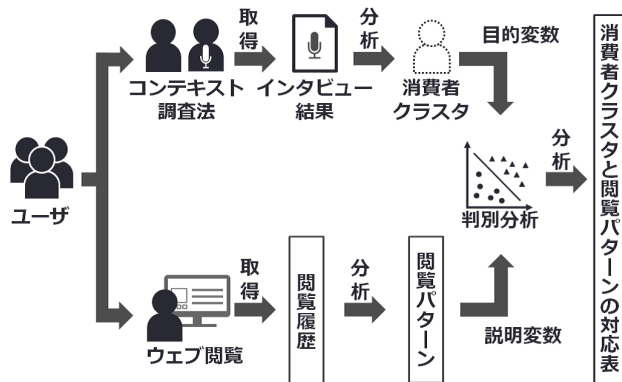 ユーザ
取得
コンテキスト
調査法
インタビュー
結果
分析
消費者
クラスタ
目的変数
ウェブ閲覧
取得
閲覧履歴
分析
閲覧パターン
説明変数
判別分析
分析
消費者クラスタと閲覧パターンの対応表